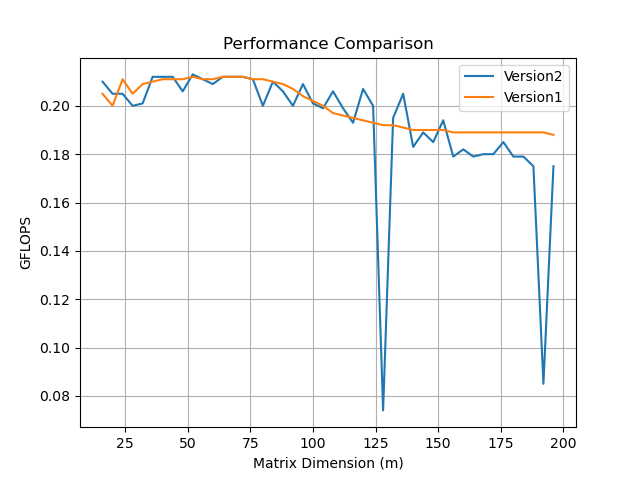 Performance Comparison
Version2
Version1
0.20
0.18
0.16
0.14
0.12
0.10
0.08
GFLOPS
25 50 75 100 125 150 175 200
Matrix Dimension (m)